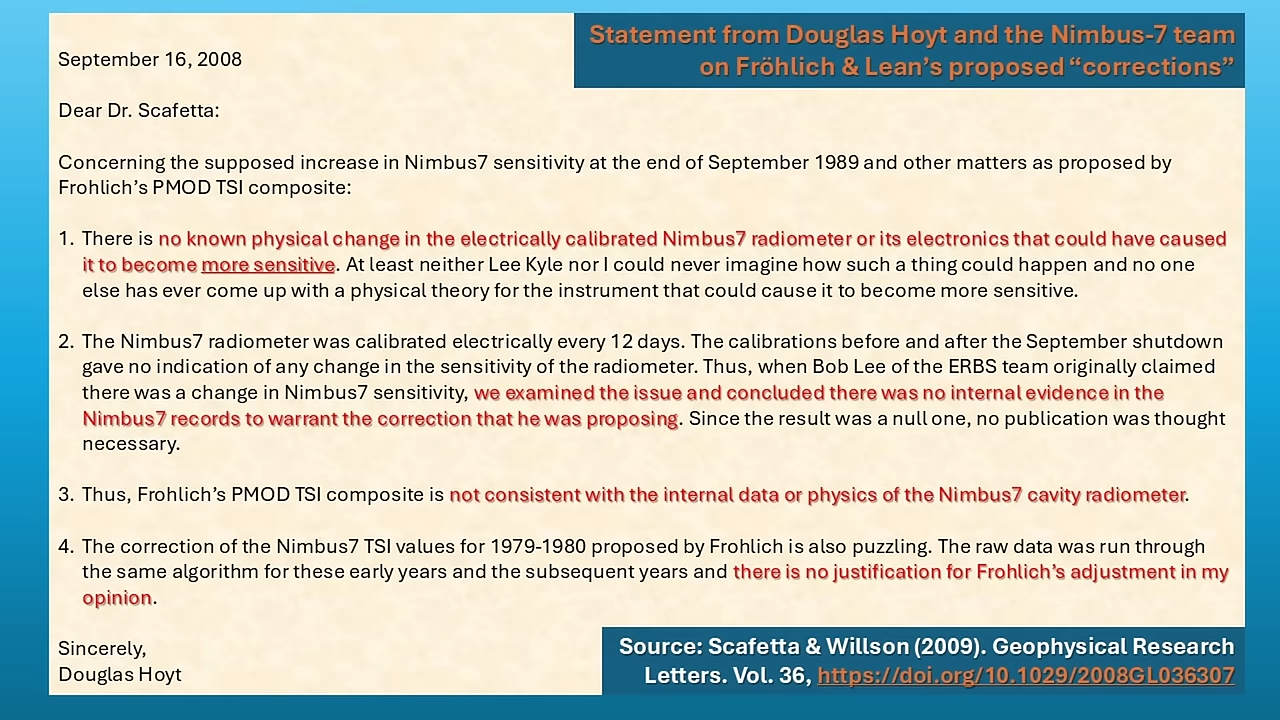 Statement from Douglas Hoyt and the Nimbus-7 team
on Fröhlich & Lean’s proposed “corrections”
September 16, 2008
Dear Dr. Scafetta:
Concerning the supposed increase in Nimbus7 sensitivity at the end of September 1989 and other matters as proposed by
Frohlich’s PMOD TSI composite:
1. There is no known physical change in the electrically calibrated Nimbus7 radiometer or its electronics that could have caused
it to become more sensitive. At least neither Lee Kyle nor I could never imagine how such a thing could happen and no one
else has ever come up with a physical theory for the instrument that could cause it to become more sensitive.
2. The Nimbus7 radiometer was calibrated electrically every 12 days. The calibrations before and after the September shutdown
gave no indication of any change in the sensitivity of the radiometer. Thus, when Bob Lee of the ERBS team originally claimed
there was a change in Nimbus7 sensitivity, we examined the issue and concluded there was no internal evidence in the
Nimbus7 records to warrant the correction that he was proposing. Since the result was a null one, no publication was thought
necessary.
3. Thus, Frohlich’s PMOD TSI composite is not consistent with the internal data or physics of the Nimbus7 cavity radiometer.
4. The correction of the Nimbus7 TSI values for 1979-1980 proposed by Frohlich is also puzzling. The raw data was run through
the same algorithm for these early years and the subsequent years and there is no justification for Frohlich’s adjustment in my
opinion.
Sincerely,
Douglas Hoyt
Source: Scafetta & Willson (2009). Geophysical Research
Letters. Vol. 36, https://doi.org/10.1029/2008GL036307